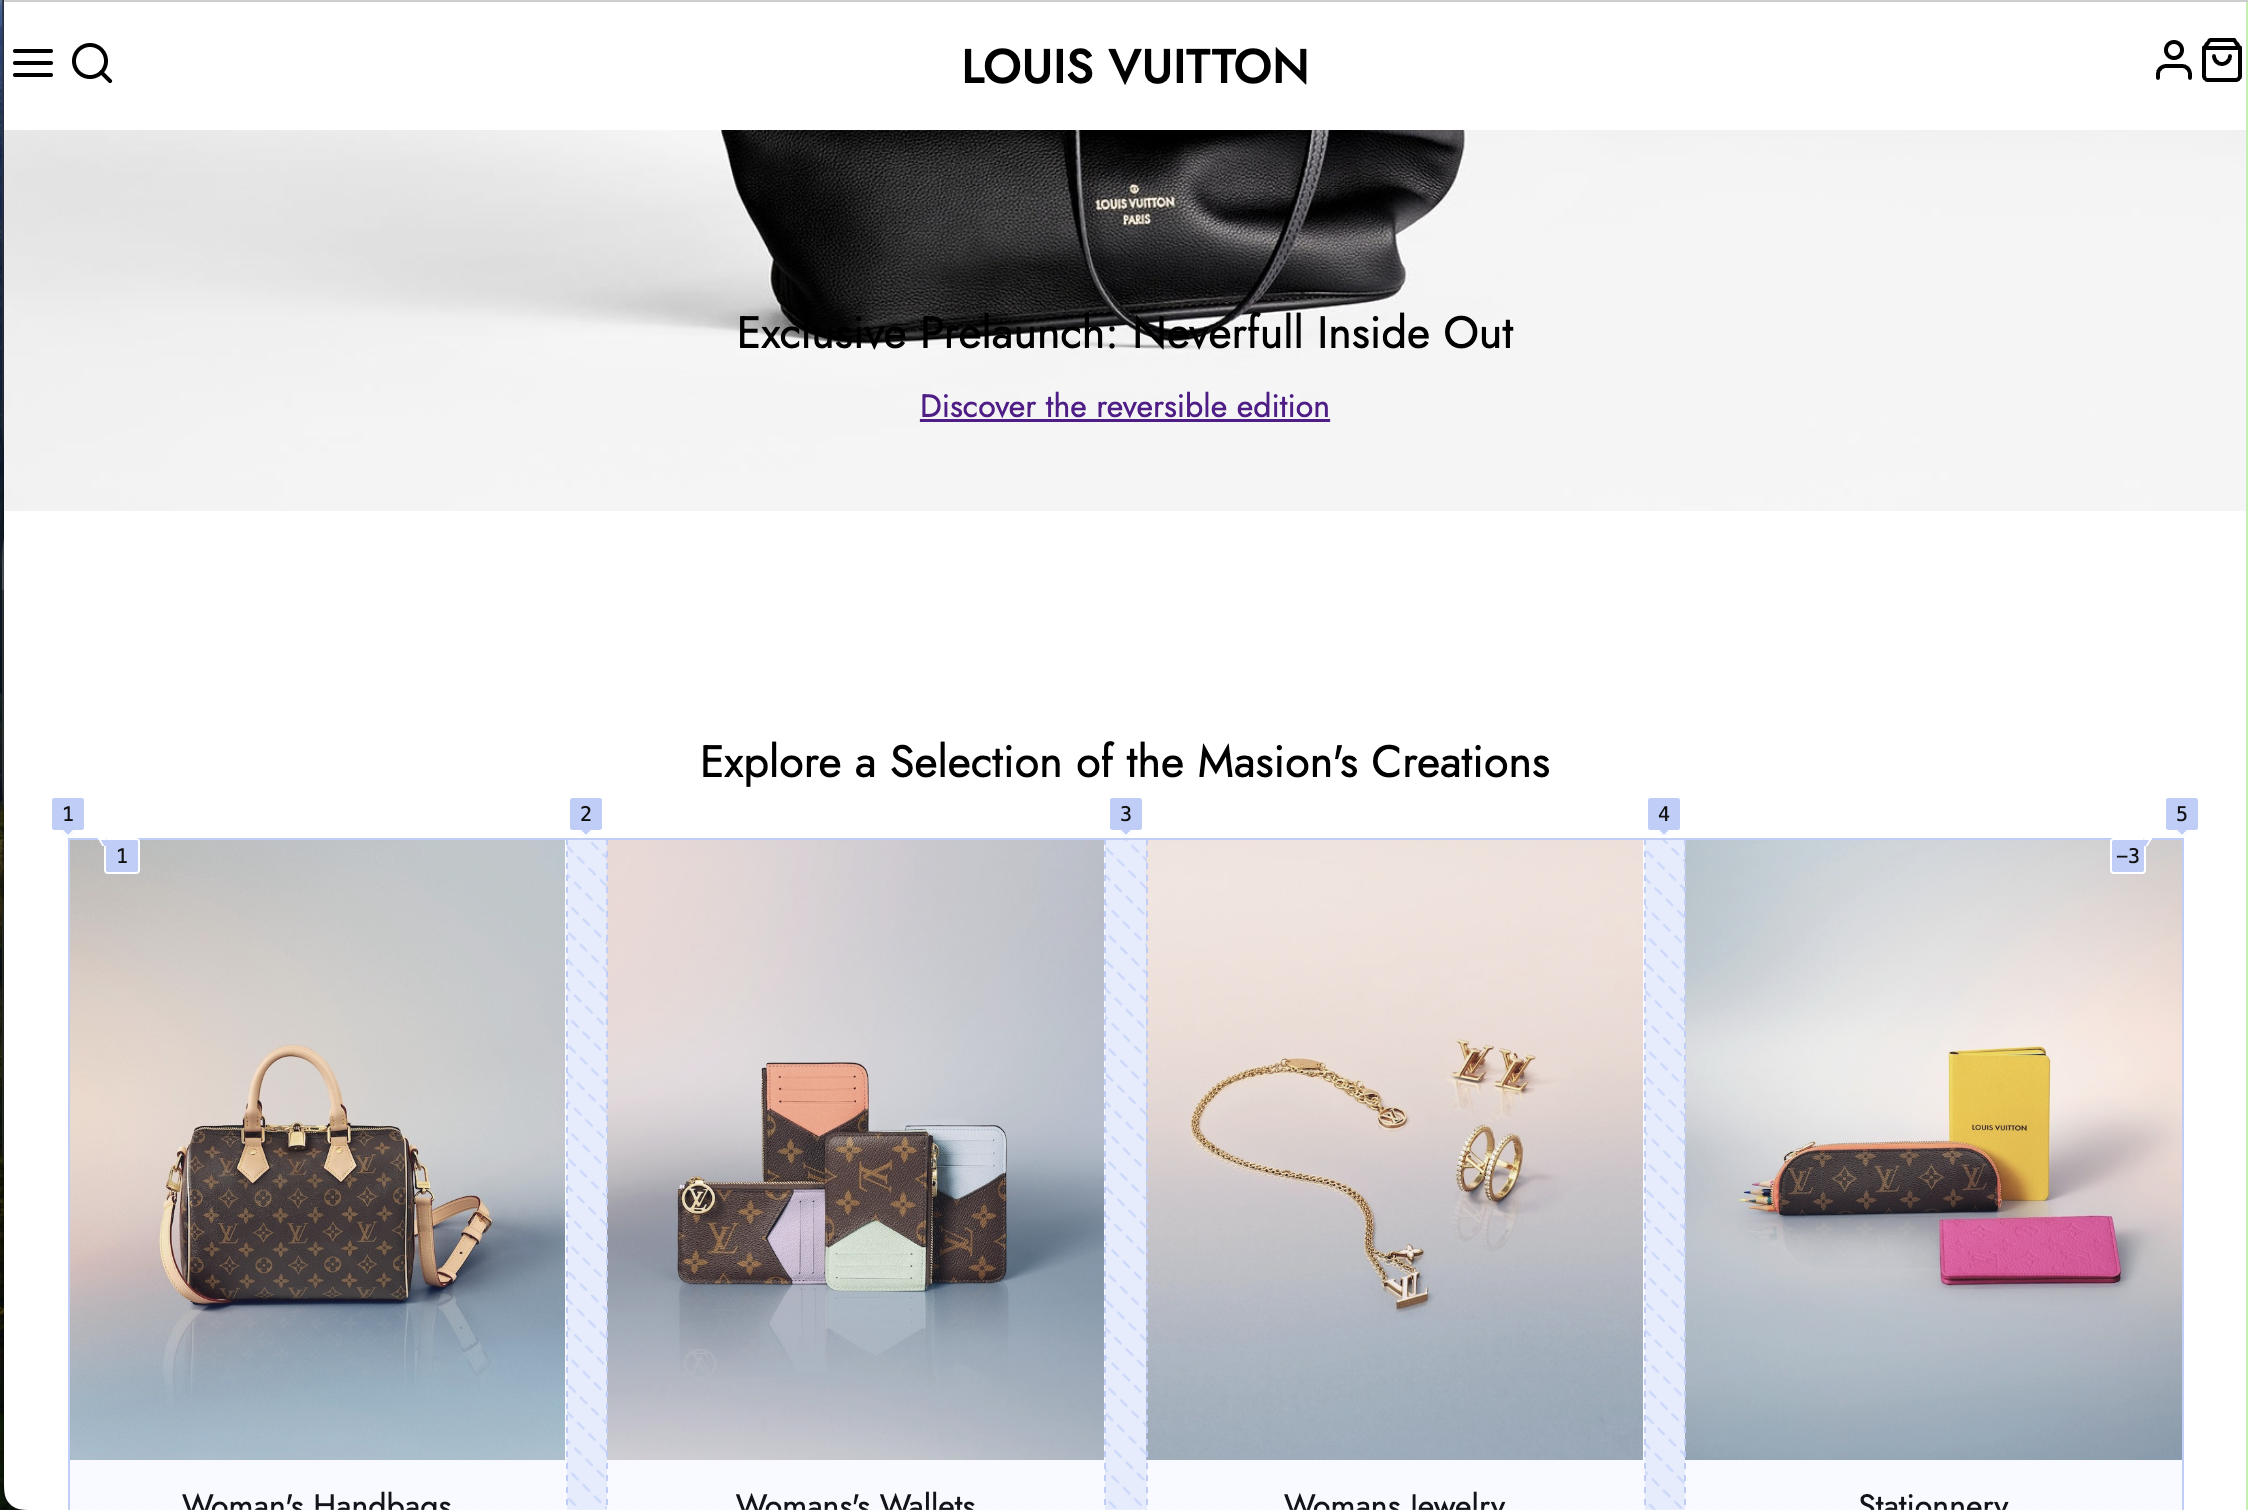 LOUIS VUITTON
LOUIS VUITTON
PARIS
Exclusive Prelaunch: Neverfull Inside Out
Discover the reversible edition
Explore a Selection of the Masion's Creations
1 2 3 4 5
1 −3
LOUIS VUITTON
Woman's Handbags Womans's Wallets Womans Jewelry Stationnery